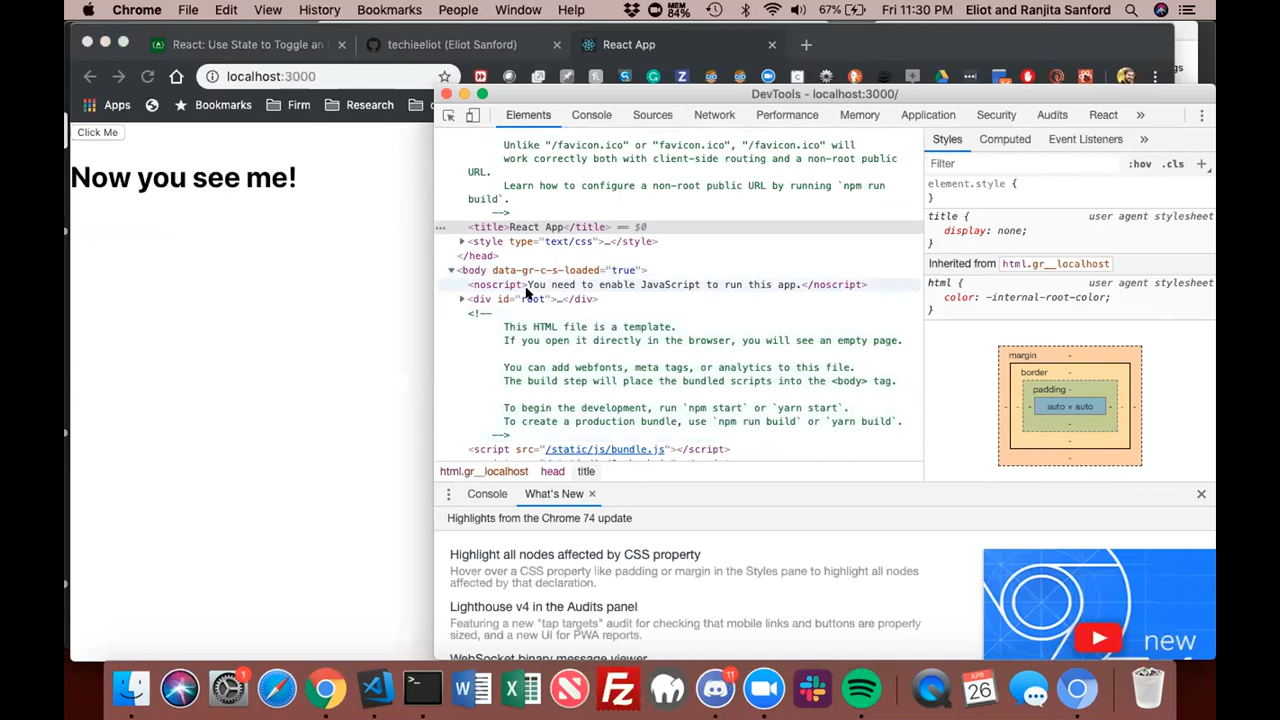 Chrome File Edit View History Bookmarks People Window Help MEM 84% 67% Fri 11:30 PM Eliot and Ranjita Sanford
React: Use State to Toggle an techieeliot (Eliot Sanford) React App
localhost:3000
Apps Bookmarks Firm Research
Click Me
Now you see me!
DevTools - localhost:3000/
Elements Console Sources Network Performance Memory Application Security Audits React
Unlike "/favicon.ico" or "favicon.ico", "/favicon.ico" will
work correctly both with client-side routing and a non-root public
URL.
Learn how to configure a non-root public URL by running `npm run
build`.
-->
<title>React App</title> == $0
<style type="text/css">…</style>
</head>
<body data-gr-c-s-loaded="true">
<noscript>You need to enable JavaScript to run this app.</noscript>
<div id="root">…</div>
<!--
This HTML file is a template.
If you open it directly in the browser, you will see an empty page.
You can add webfonts, meta tags, or analytics to this file.
The build step will place the bundled scripts into the <body> tag.
To begin the development, run `npm start` or `yarn start`.
To create a production bundle, use `npm run build` or `yarn build`.
-->
<script src="/static/js/bundle.js"></script>
html.gr__localhost head title
Styles Computed Event Listeners
Filter :hov .cls
element.style {
}
title { user agent stylesheet
display: none;
}
Inherited from html.gr__localhost
html { user agent stylesheet
color: -internal-root-color;
}
margin -
border -
padding -
auto × auto
Console What's New
Highlights from the Chrome 74 update
Highlight all nodes affected by CSS property
Hover over a CSS property like padding or margin in the Styles pane to highlight all nodes
affected by that declaration.
Lighthouse v4 in the Audits panel
Featuring a new "tap targets" audit for checking that mobile links and buttons are properly
sized, and a new UI for PWA reports.
WebSocket binary message viewer
new
1 11 APR 26